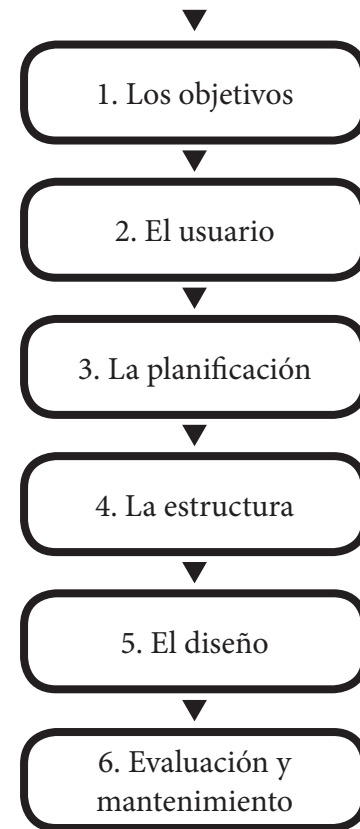 1. Los objetivos
2. El usuario
3. La planificación
4. La estructura
5. El diseño
6. Evaluación y
mantenimiento